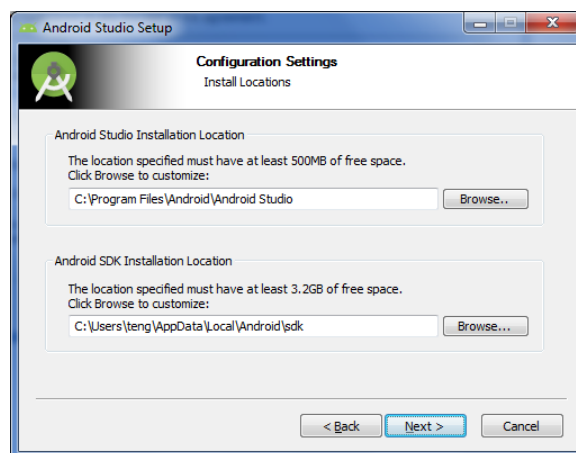 Android Studio Setup
Configuration Settings
Install Locations
Android Studio Installation Location
The location specified must have at least 500MB of free space.
Click Browse to customize:
C:\Program Files\Android\Android Studio
Browse..
Android SDK Installation Location
The location specified must have at least 3.2GB of free space.
Click Browse to customize:
C:\Users\teng\AppData\Local\Android\sdk
Browse...
< Back
Next >
Cancel